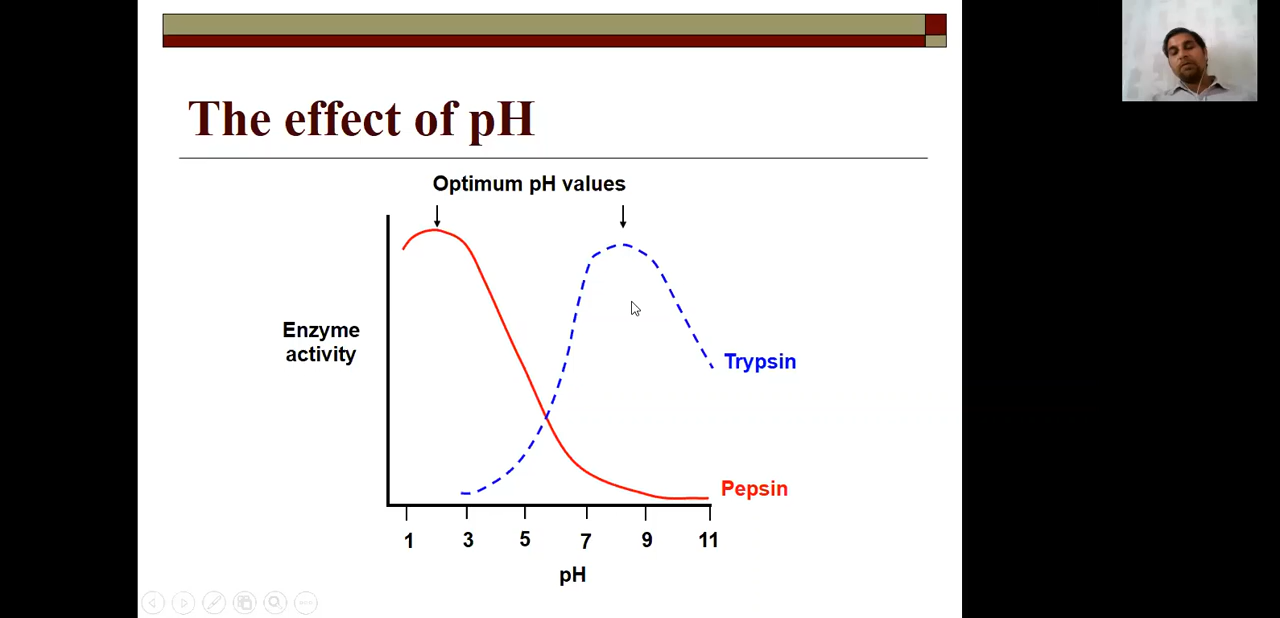 The effect of pH
Optimum pH values
Enzyme
activity
Trypsin
Pepsin
1 3 5 7 9 11
pH